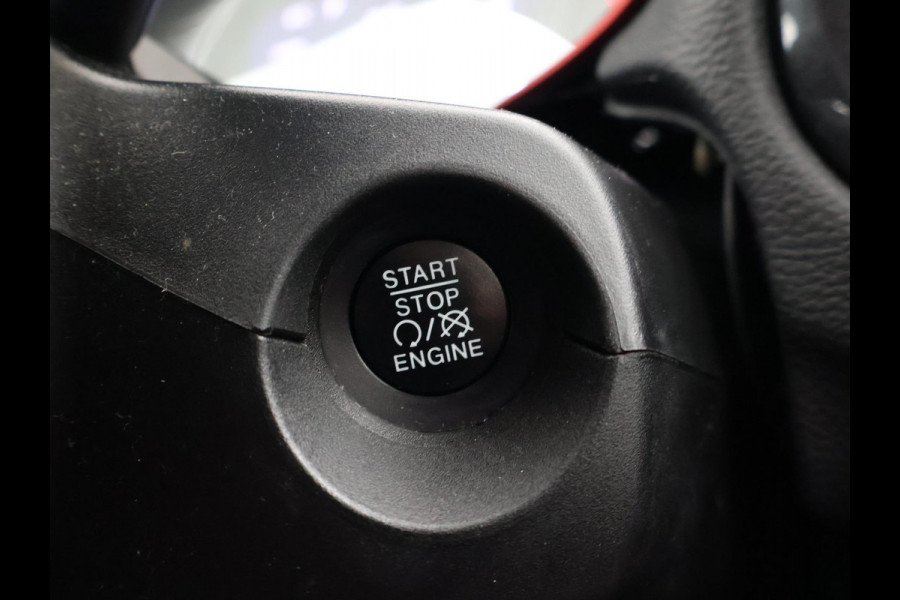 START
STOP
/
ENGINE